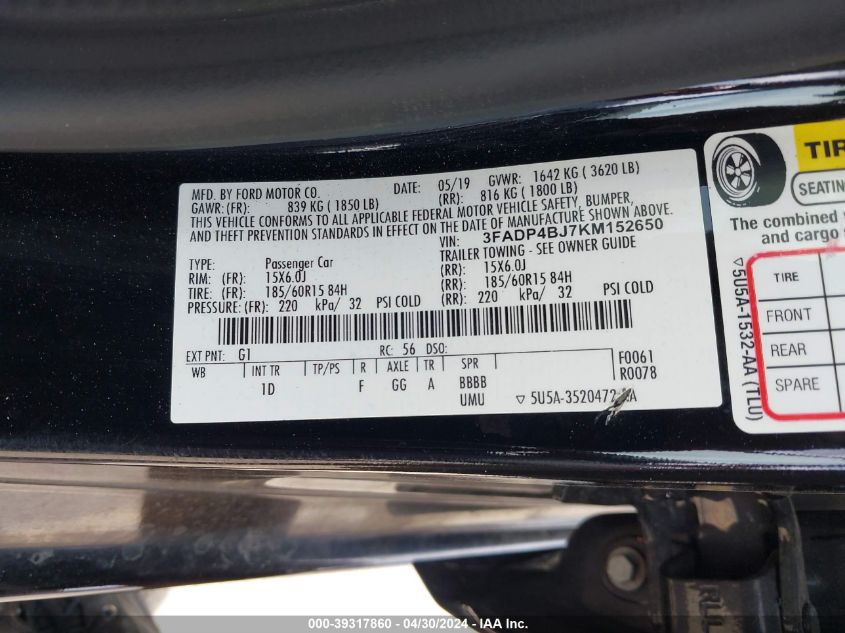 MFD. BY FORD MOTOR CO. DATE: 05/19 GVWR: 1642 KG ( 3620 LB)
GAWR: (FR): 839 KG ( 1850 LB) (RR): 816 KG ( 1800 LB)
THIS VEHICLE CONFORMS TO ALL APPLICABLE FEDERAL MOTOR VEHICLE SAFETY, BUMPER,
AND THEFT PREVENTION STANDARDS IN EFFECT ON THE DATE OF MANUFACTURE SHOWN ABOVE.
VIN: 3FADP4BJ7KM152650
TYPE: Passenger Car TRAILER TOWING - SEE OWNER GUIDE
RIM: (FR): 15X6.0J (RR): 15X6.0J
TIRE: (FR): 185/60R15 84H (RR): 185/60R15 84H
PRESSURE: (FR): 220 kPa/ 32 PSI COLD (RR): 220 kPa/ 32 PSI COLD
EXT PNT: G1 RC: 56 DSO: F0061
WB INT TR TP/PS R AXLE TR SPR R0078
1D F GG A BBBB
UMU ▽ 5U5A-3520472- A
TIR
SEATING
The combined
and cargo
TIRE
FRONT
REAR
SPARE
▽ 5U5A-1532-AA (TLU)
RLL
000-39317860 - 04/30/2024 - IAA Inc.